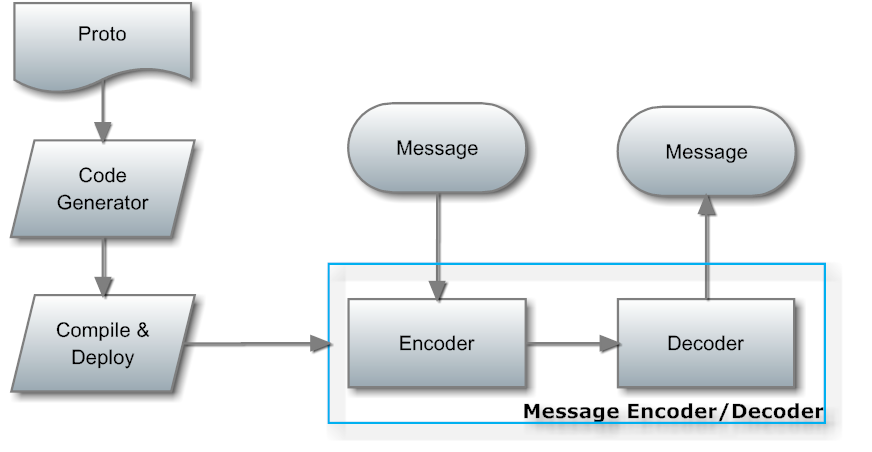 Proto
Code
Generator
Compile &
Deploy
Message
Message
Encoder
Decoder
Message Encoder/Decoder